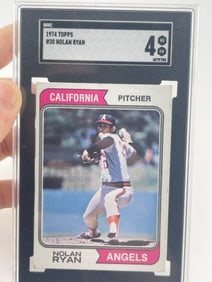 SGC
1974 TOPPS
#20 NOLAN RYAN
4
CALIFORNIA PITCHER
NOLAN
RYAN ANGELS